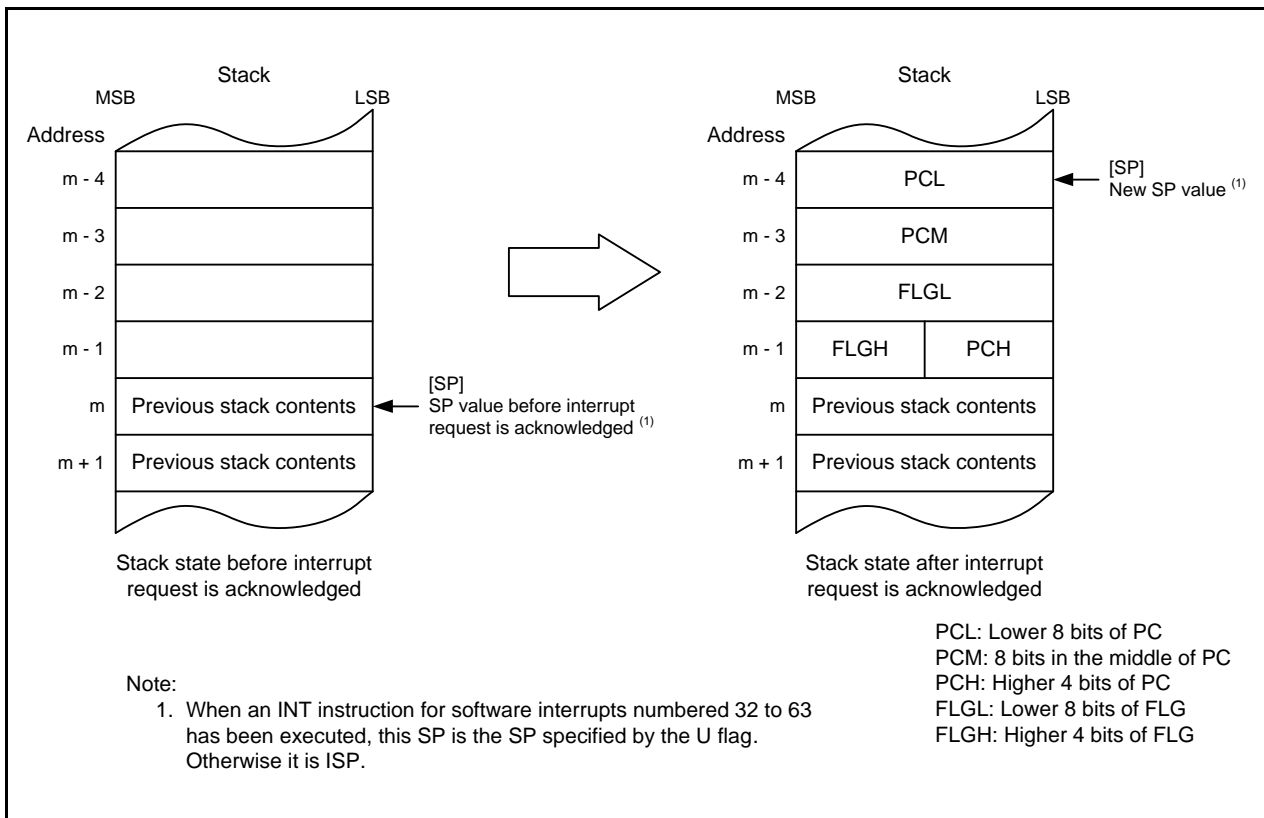 Stack
MSB LSB
Address
m - 4
m - 3
m - 2
m - 1
m Previous stack contents
m + 1 Previous stack contents
[SP]
SP value before interrupt
request is acknowledged (1)
Stack state before interrupt
request is acknowledged
Stack
MSB LSB
Address
m - 4 PCL
m - 3 PCM
m - 2 FLGL
m - 1 FLGH PCH
m Previous stack contents
m + 1 Previous stack contents
[SP]
New SP value (1)
Stack state after interrupt
request is acknowledged
PCL: Lower 8 bits of PC
PCM: 8 bits in the middle of PC
PCH: Higher 4 bits of PC
FLGL: Lower 8 bits of FLG
FLGH: Higher 4 bits of FLG
Note:
1. When an INT instruction for software interrupts numbered 32 to 63
has been executed, this SP is the SP specified by the U flag.
Otherwise it is ISP.